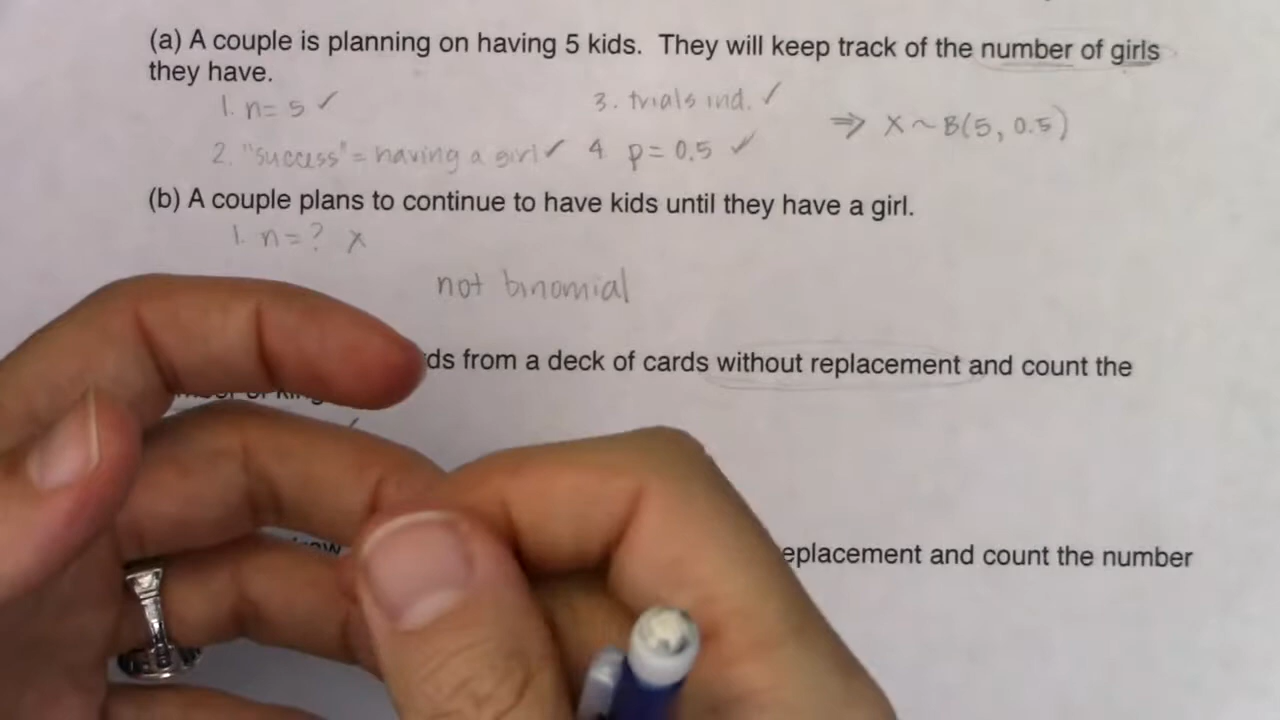 (a) A couple is planning on having 5 kids. They will keep track of the number of girls
they have.
1. n= 5 ✓ 3. trials ind. ✓
⇒ X~B(5, 0.5)
2. "success"= having a girl ✓ 4 p= 0.5 ✓
(b) A couple plans to continue to have kids until they have a girl.
1. n=? x
not binomial
from a deck of cards without replacement and count the
and count the number